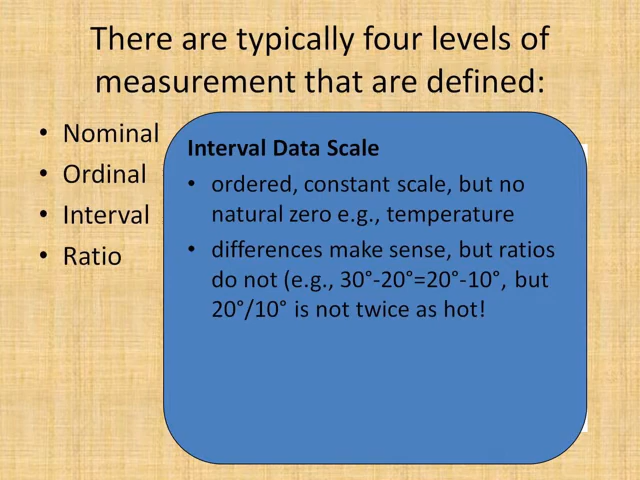 There are typically four levels of
measurement that are defined:
• Nominal
• Ordinal
• Interval
• Ratio
Interval Data Scale
• ordered, constant scale, but no
natural zero e.g., temperature
• differences make sense, but ratios
do not (e.g., 30°-20°=20°-10°, but
20°/10° is not twice as hot!